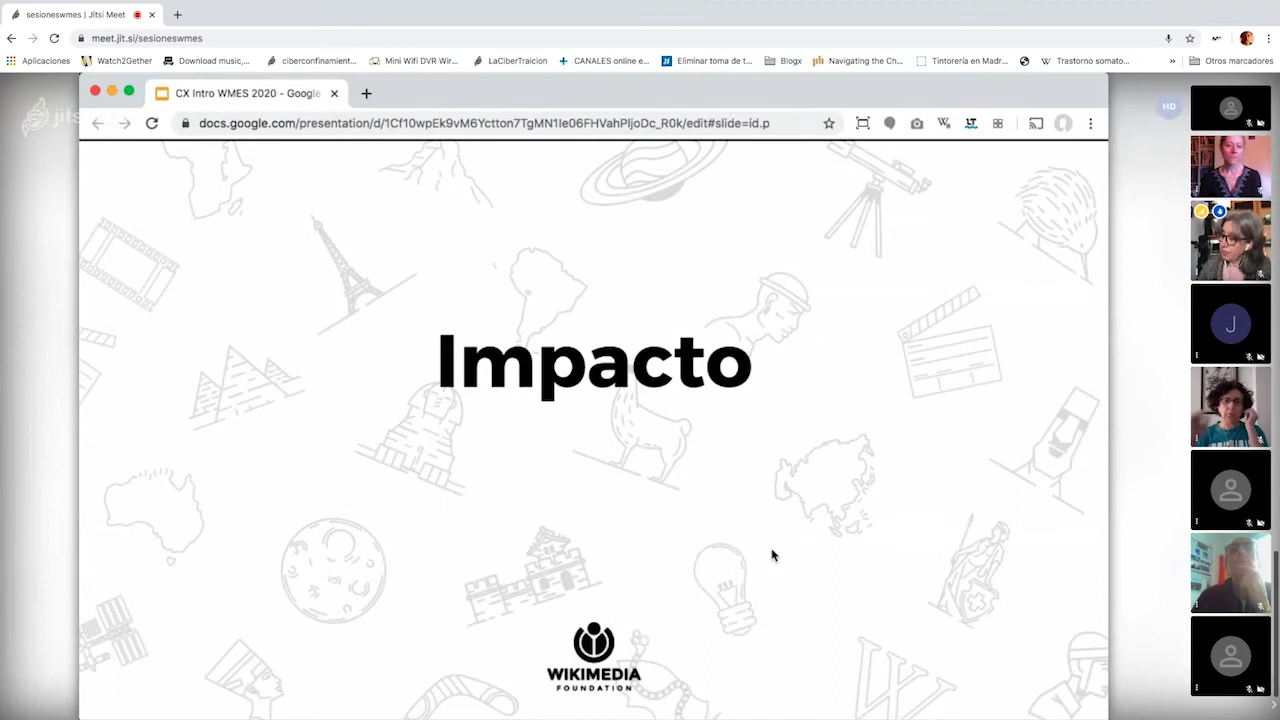 sesioneswmes | Jitsi Meet
meet.jit.si/sesioneswmes
Aplicaciones
Watch2Gether
Download music,...
ciberconfinamient...
Mini Wifi DVR Wir...
LaCiberTraicion
CANALES online e...
Eliminar toma de t...
Blogx
Navigating the Ch...
Tintorería en Madr...
Trastorno somato...
»
Otros marcadores
jits
CX Intro WMES 2020 - Google
HD
docs.google.com/presentation/d/1Cf10wpEk9vM6Yctton7TgMN1Ie06FHVahPljoDc_R0k/edit#slide=id.p
Impacto
J
W
WIKIMEDIA
FOUNDATION